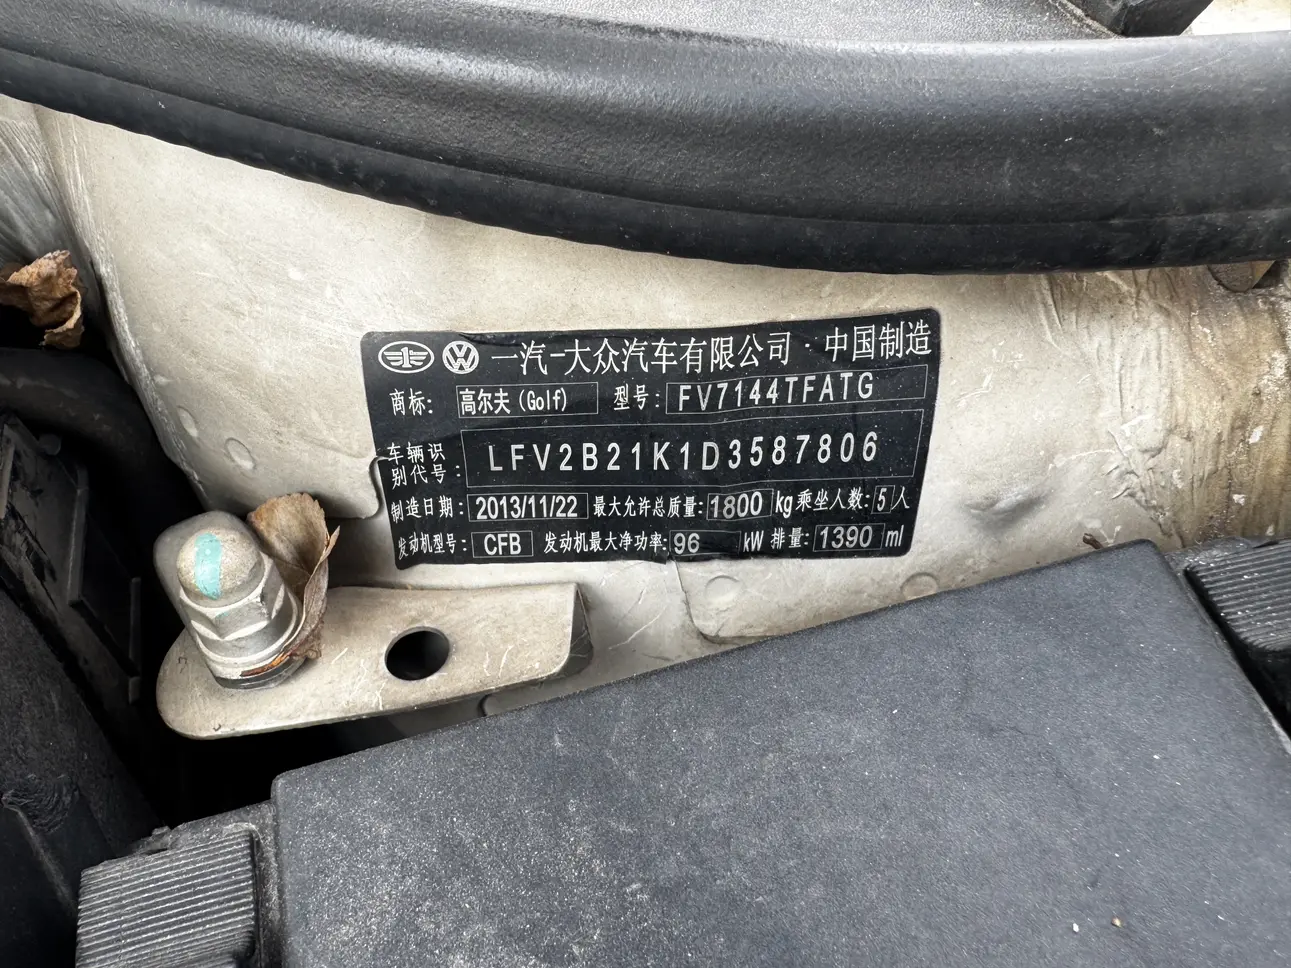 一汽-大众汽车有限公司·中国制造
商标: 高尔夫(Golf) 型号: FV7144TFATG
车辆识别代号: LFV2B21K1D3587806
制造日期: 2013/11/22 最大允许总质量: 1800 kg 乘坐人数: 5 人
发动机型号: CFB 发动机最大净功率: 96 kW 排量: 1390 ml